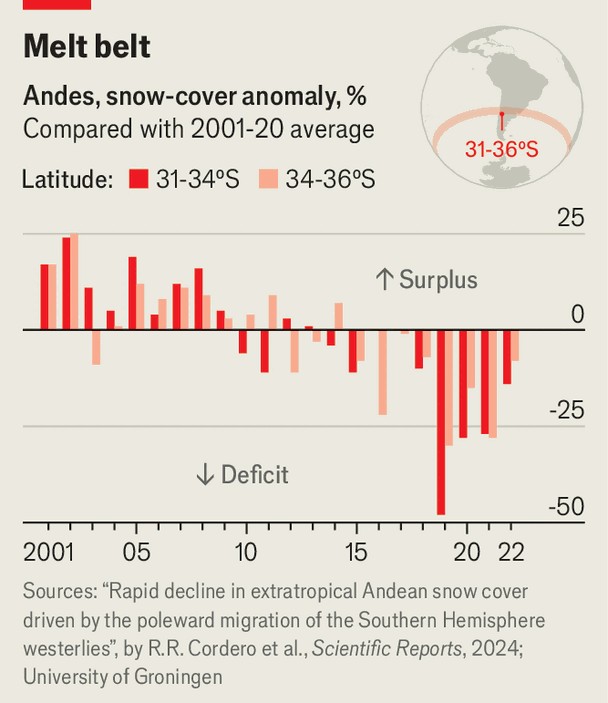 Melt belt
Andes, snow-cover anomaly, %
Compared with 2001-20 average
31-36ºS
Latitude: 31-34ºS 34-36ºS
25
↑ Surplus
0
-25
↓ Deficit
-50
2001 05 10 15 20 22
Sources: “Rapid decline in extratropical Andean snow cover
driven by the poleward migration of the Southern Hemisphere
westerlies”, by R.R. Cordero et al., Scientific Reports, 2024;
University of Groningen